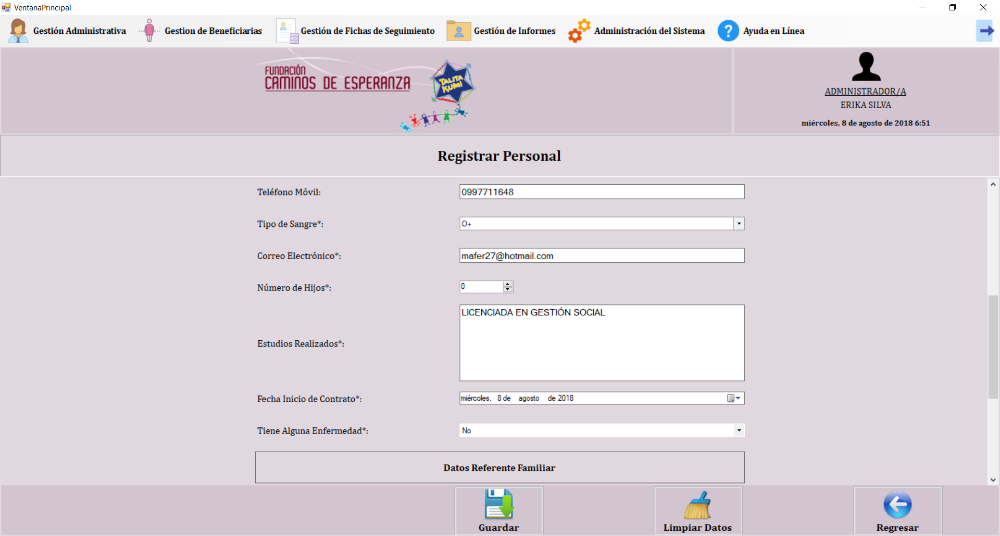 VentanaPrincipal
Gestión Administrativa
Gestion de Beneficiarias
Gestión de Fichas de Seguimiento
Gestión de Informes
Administración del Sistema
Ayuda en Línea
FUNDACIÓN
CAMINOS DE ESPERANZA
TALITA
KUMI
ADMINISTRADOR/A
ERIKA SILVA
miércoles, 8 de agosto de 2018 6:51
Registrar Personal
Teléfono Móvil: 0997711648
Tipo de Sangre*: O+
Correo Electrónico*: mafer27@hotmail.com
Número de Hijos*: 0
LICENCIADA EN GESTIÓN SOCIAL
Estudios Realizados*:
Fecha Inicio de Contrato*: miércoles, 8 de agosto de 2018
Tiene Alguna Enfermedad*: No
Datos Referente Familiar
Guardar
Limpiar Datos
Regresar